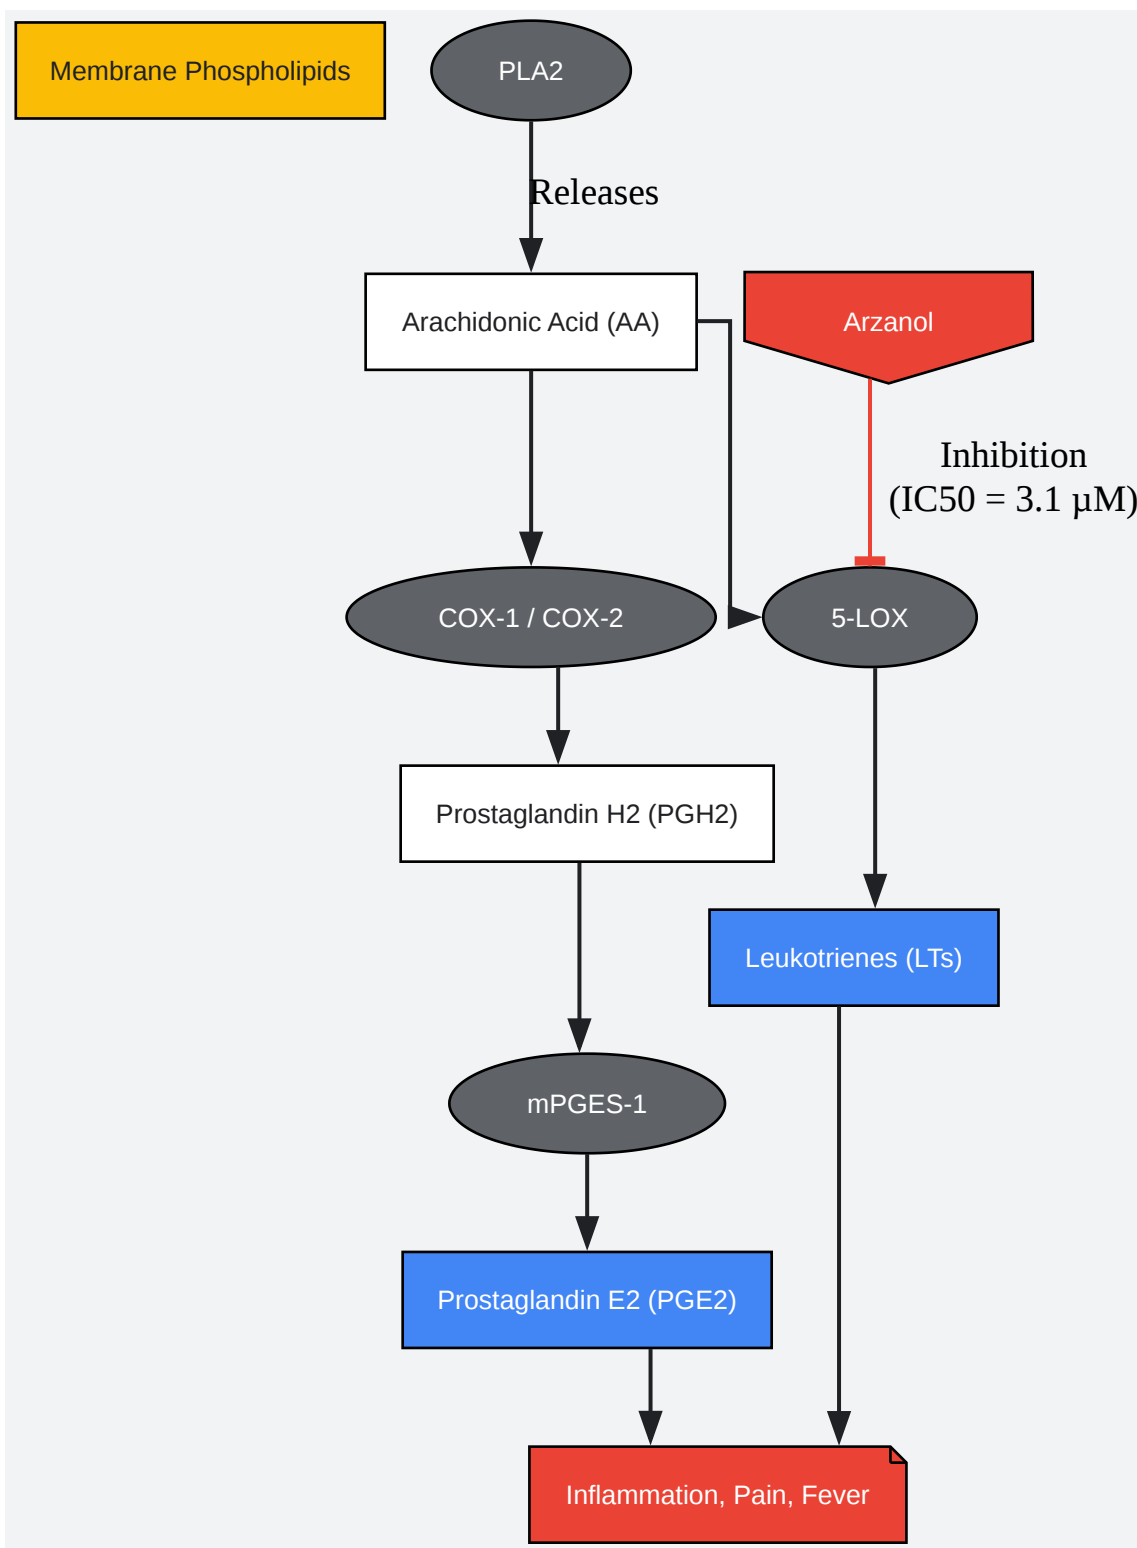 Membrane Phospholipids
PLA2
Releases
Arachidonic Acid (AA)
Arzanol
Inhibition
(IC50 = 3.1 µM)
COX-1 / COX-2
5-LOX
Prostaglandin H2 (PGH2)
Leukotrienes (LTs)
mPGES-1
Prostaglandin E2 (PGE2)
Inflammation, Pain, Fever